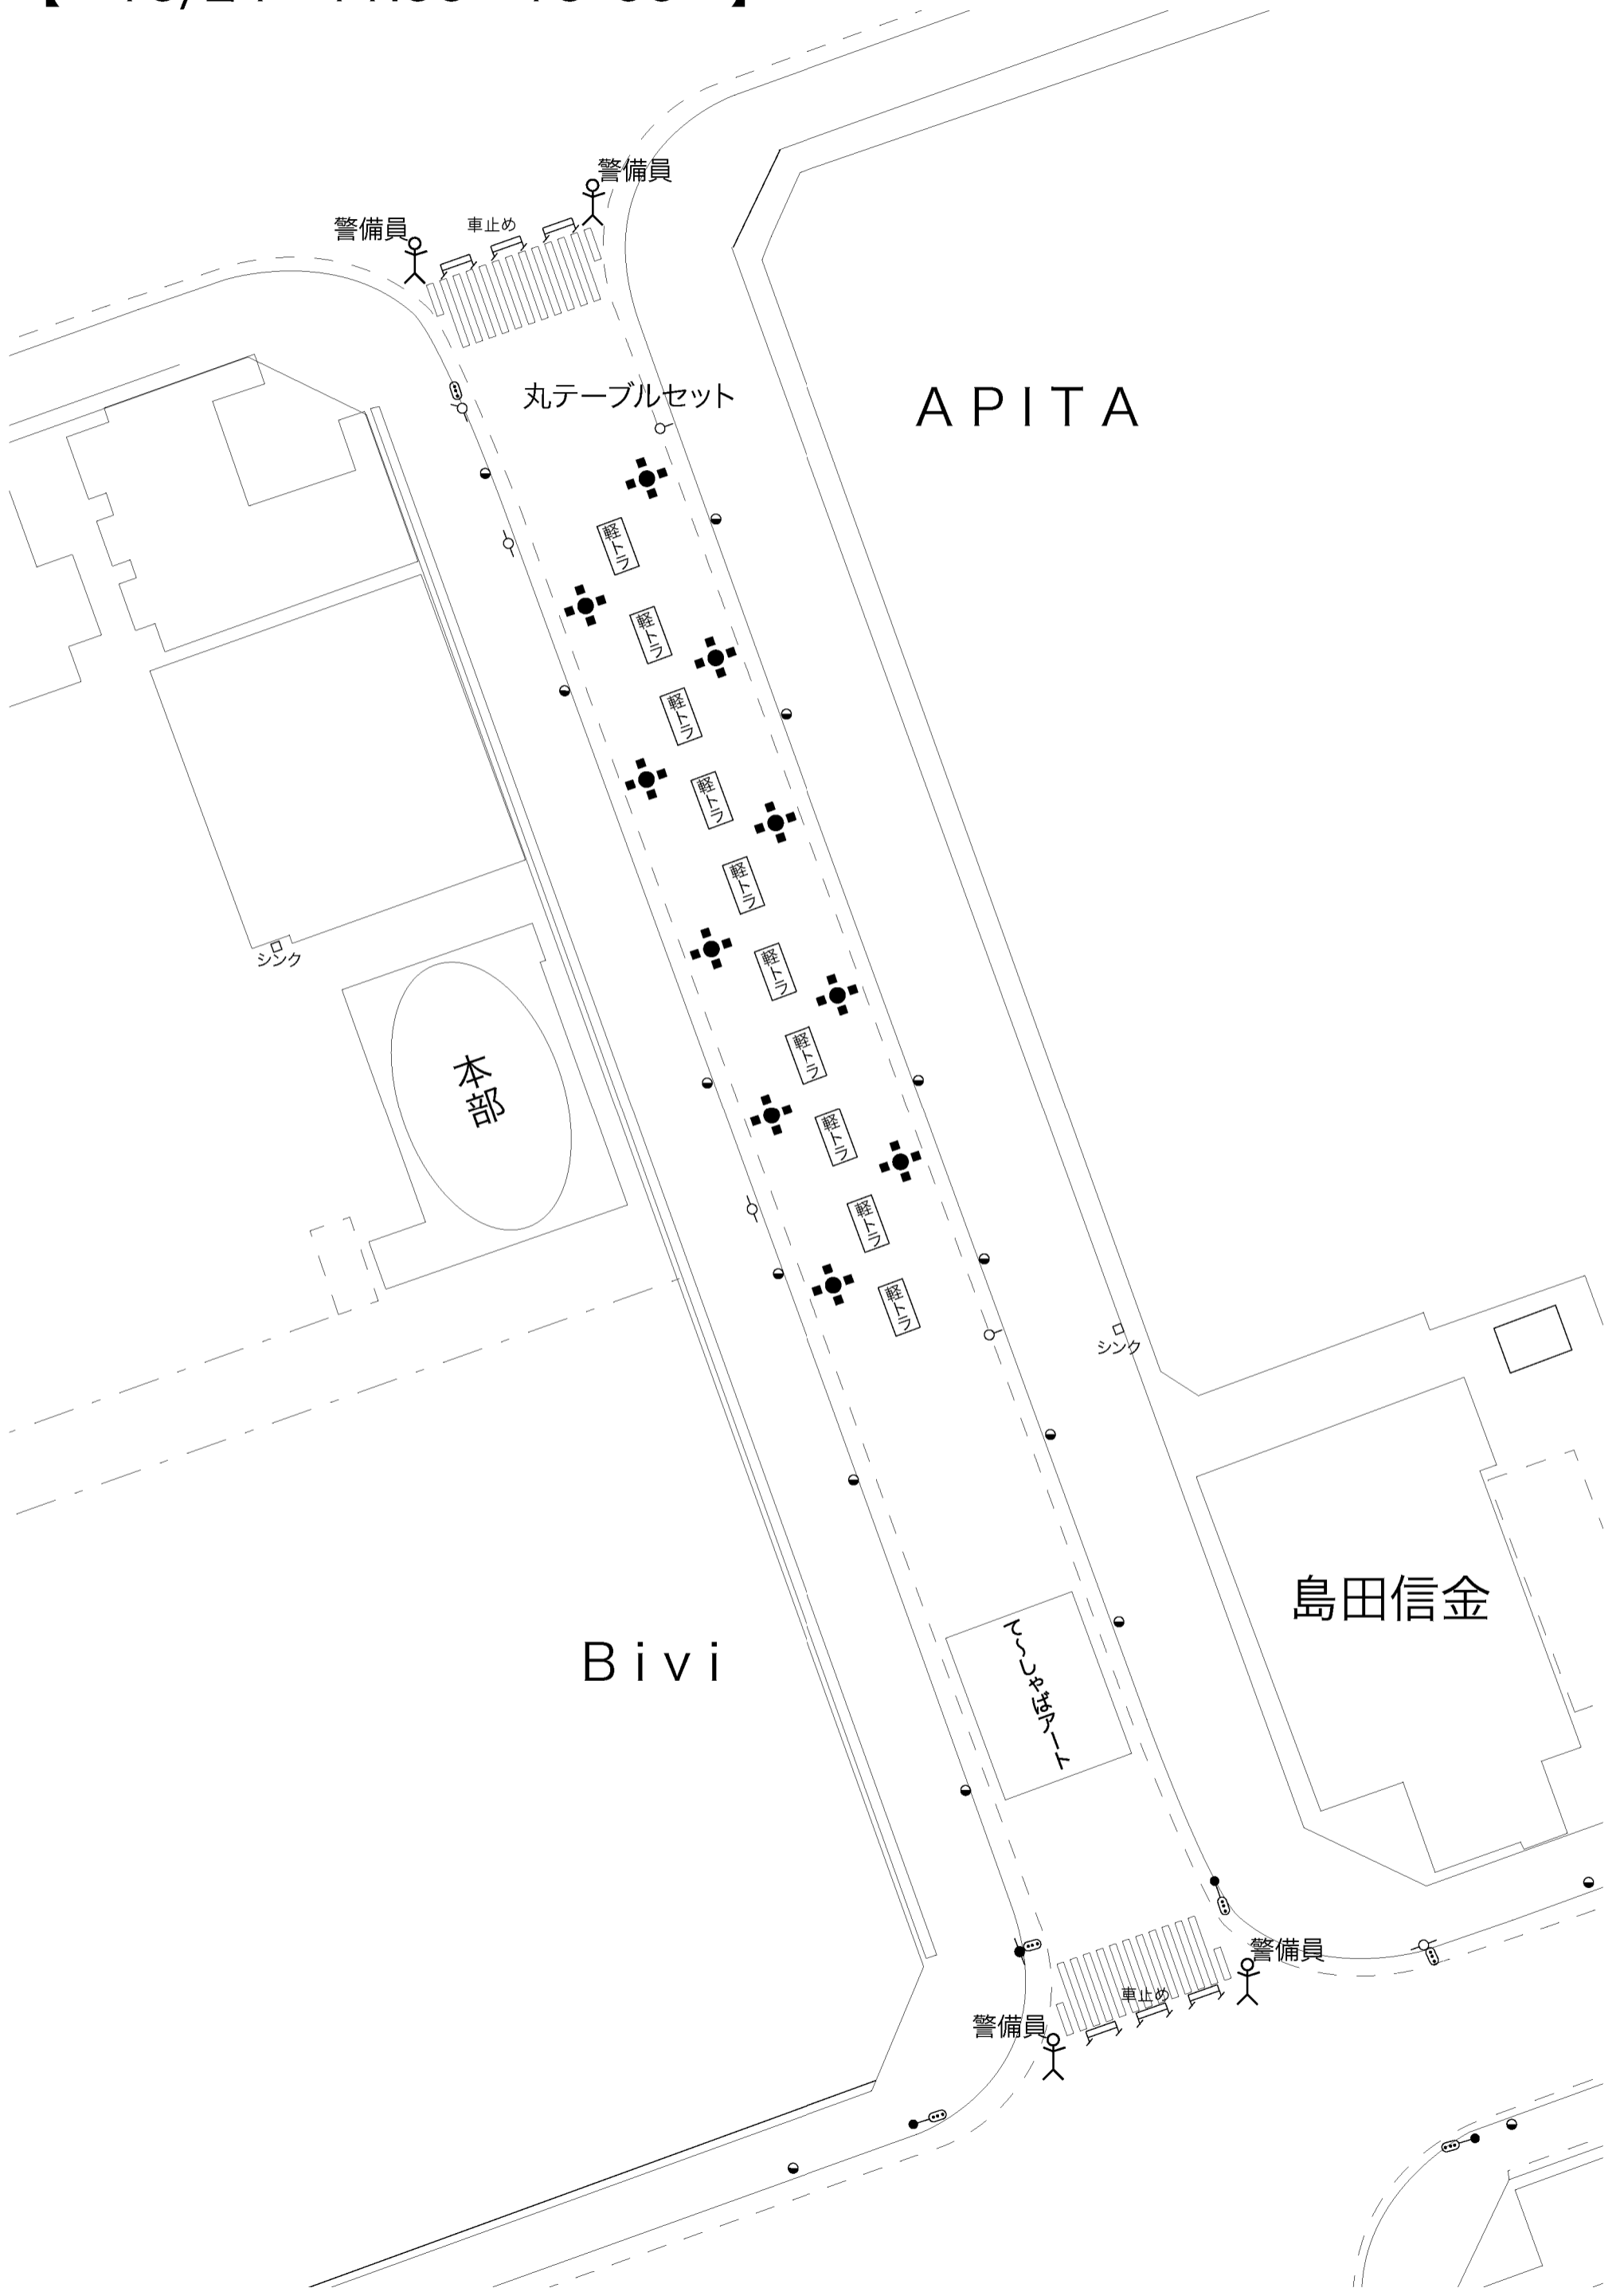 警備員
警備員
車止め
丸テーブルセット
APITA
軽トラ
軽トラ
軽トラ
軽トラ
軽トラ
シンク
軽トラ
軽トラ
本部
軽トラ
軽トラ
軽トラ
シンク
島田信金
Bivi
て～しゃばアート
警備員
車止め
警備員